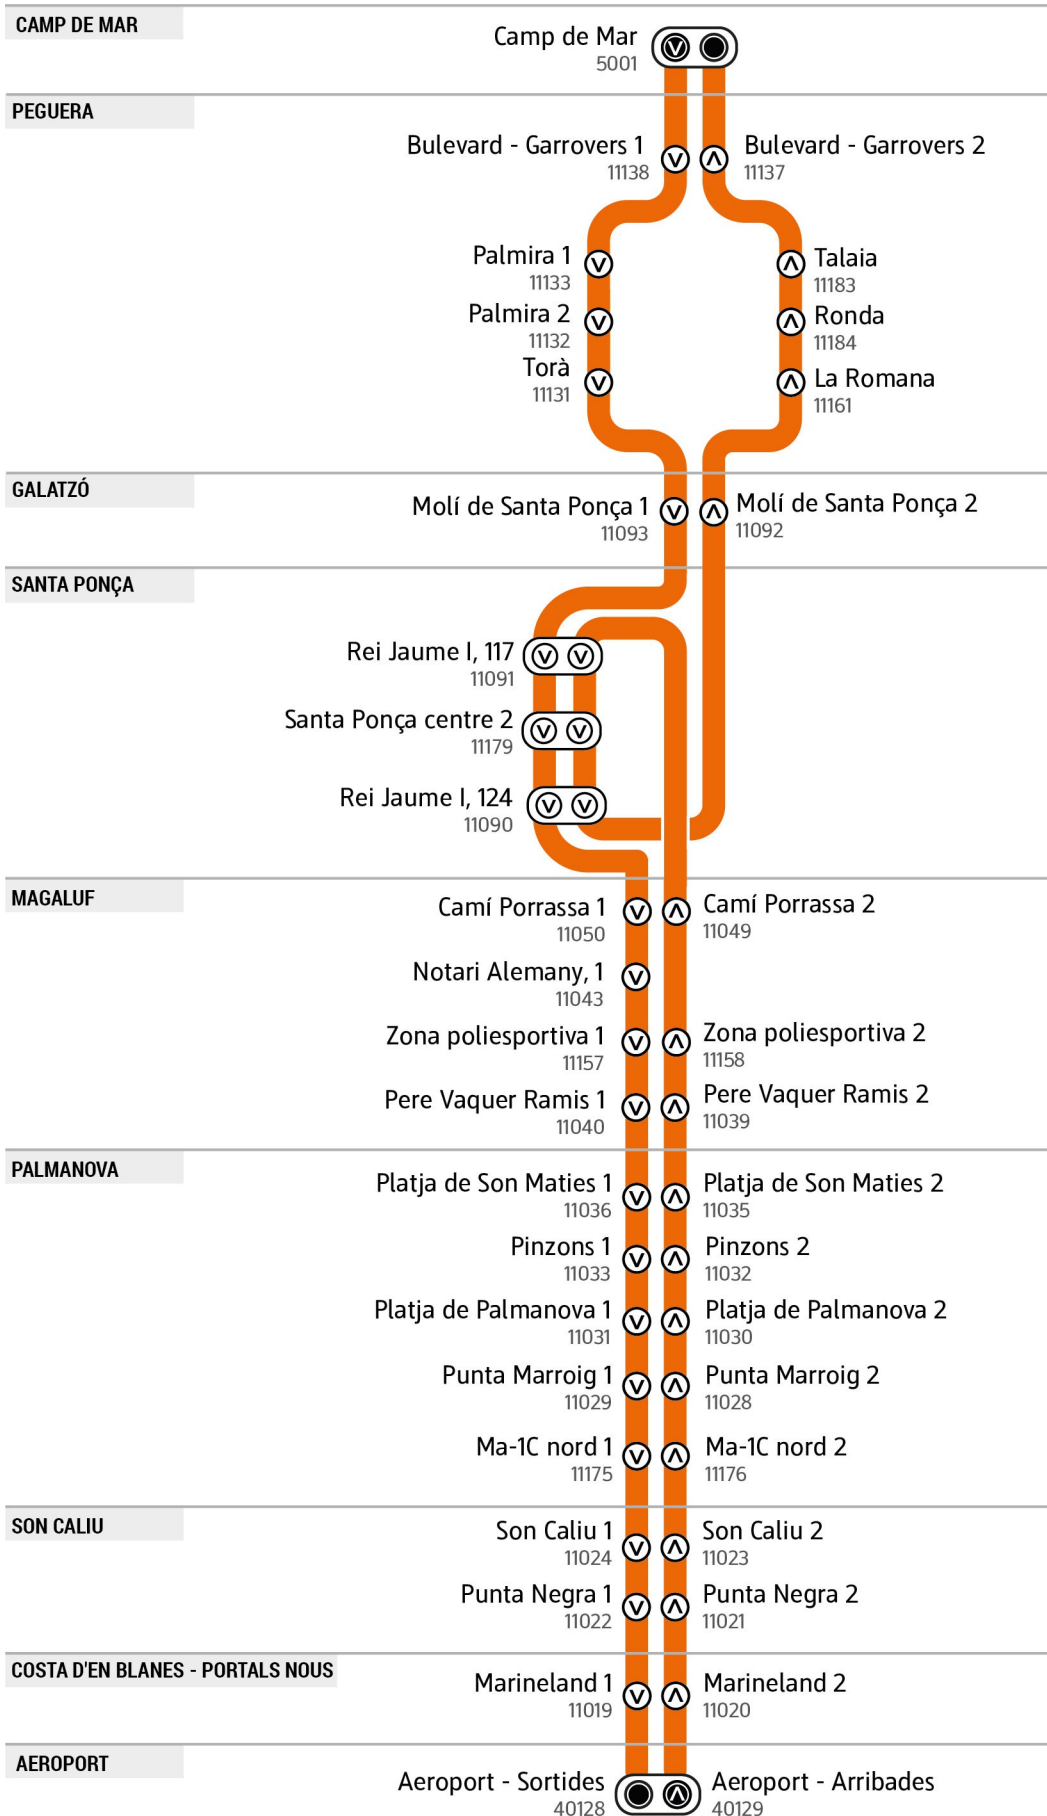 CAMP DE MAR
Camp de Mar
5001
PEGUERA
Bulevard - Garrovers 1
11138
Bulevard - Garrovers 2
11137
Palmira 1
11133
Talaia
11183
Palmira 2
11132
Ronda
11184
Torà
11131
La Romana
11161
GALATZÓ
Molí de Santa Ponça 1
11093
Molí de Santa Ponça 2
11092
SANTA PONÇA
Rei Jaume I, 117
11091
Santa Ponça centre 2
11179
Rei Jaume I, 124
11090
MAGALUF
Camí Porrassa 1
11050
Camí Porrassa 2
11049
Notari Alemany, 1
11043
Zona poliesportiva 1
11157
Zona poliesportiva 2
11158
Pere Vaquer Ramis 1
11040
Pere Vaquer Ramis 2
11039
PALMANOVA
Platja de Son Maties 1
11036
Platja de Son Maties 2
11035
Pinzons 1
11033
Pinzons 2
11032
Platja de Palmanova 1
11031
Platja de Palmanova 2
11030
Punta Marroig 1
11029
Punta Marroig 2
11028
Ma-1C nord 1
11175
Ma-1C nord 2
11176
SON CALIU
Son Caliu 1
11024
Son Caliu 2
11023
Punta Negra 1
11022
Punta Negra 2
11021
COSTA D'EN BLANES - PORTALS NOUS
Marineland 1
11019
Marineland 2
11020
AEROPORT
Aeroport - Sortides
40128
Aeroport - Arribades
40129